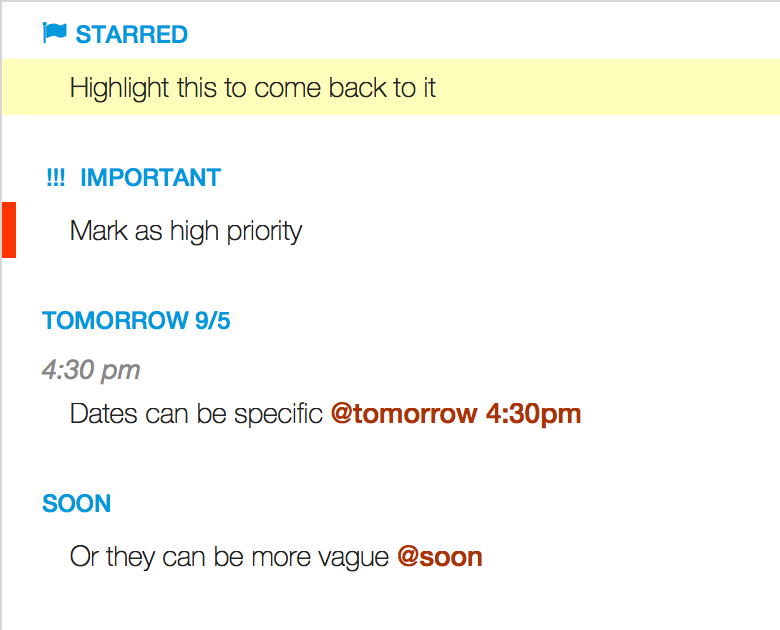 STARRED
Highlight this to come back to it
!!! IMPORTANT
Mark as high priority
TOMORROW 9/5
4:30 pm
Dates can be specific @tomorrow 4:30pm
SOON
Or they can be more vague @soon